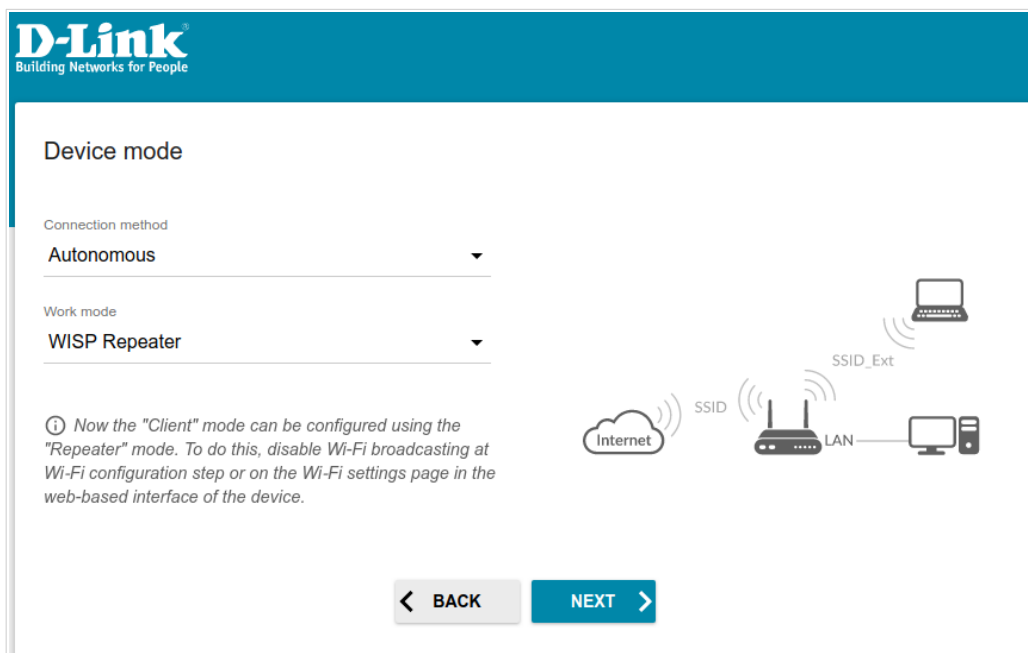 D-Link
Building Networks for People
Device mode
Connection method
Autonomous
Work mode
WISP Repeater
Now the "Client" mode can be configured using the
"Repeater" mode. To do this, disable Wi-Fi broadcasting at
Wi-Fi configuration step or on the Wi-Fi settings page in the
web-based interface of the device.
SSID_Ext
SSID
Internet
LAN
BACK
NEXT